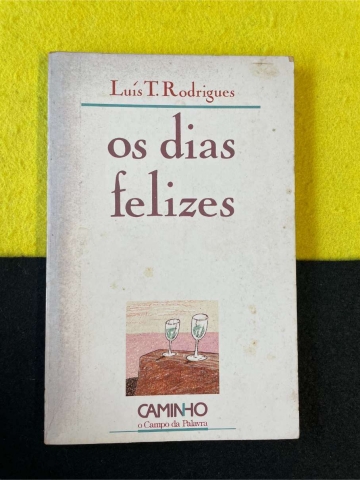 Luís T. Rodrigues
os dias
felizes
CAMINHO
o Campo da Palavra